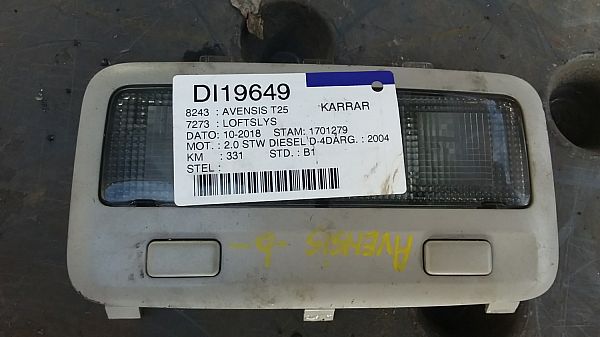 DI19649
8243 : AVENSIS T25 KARRAR
7273 : LOFTSLYS
DATO: 10-2018 STAM: 1701279
MOT. : 2.0 STW DIESEL D-4DÅRG. : 2004
KM : 331 STD. : B1
STEL :
AVENSIS -b-